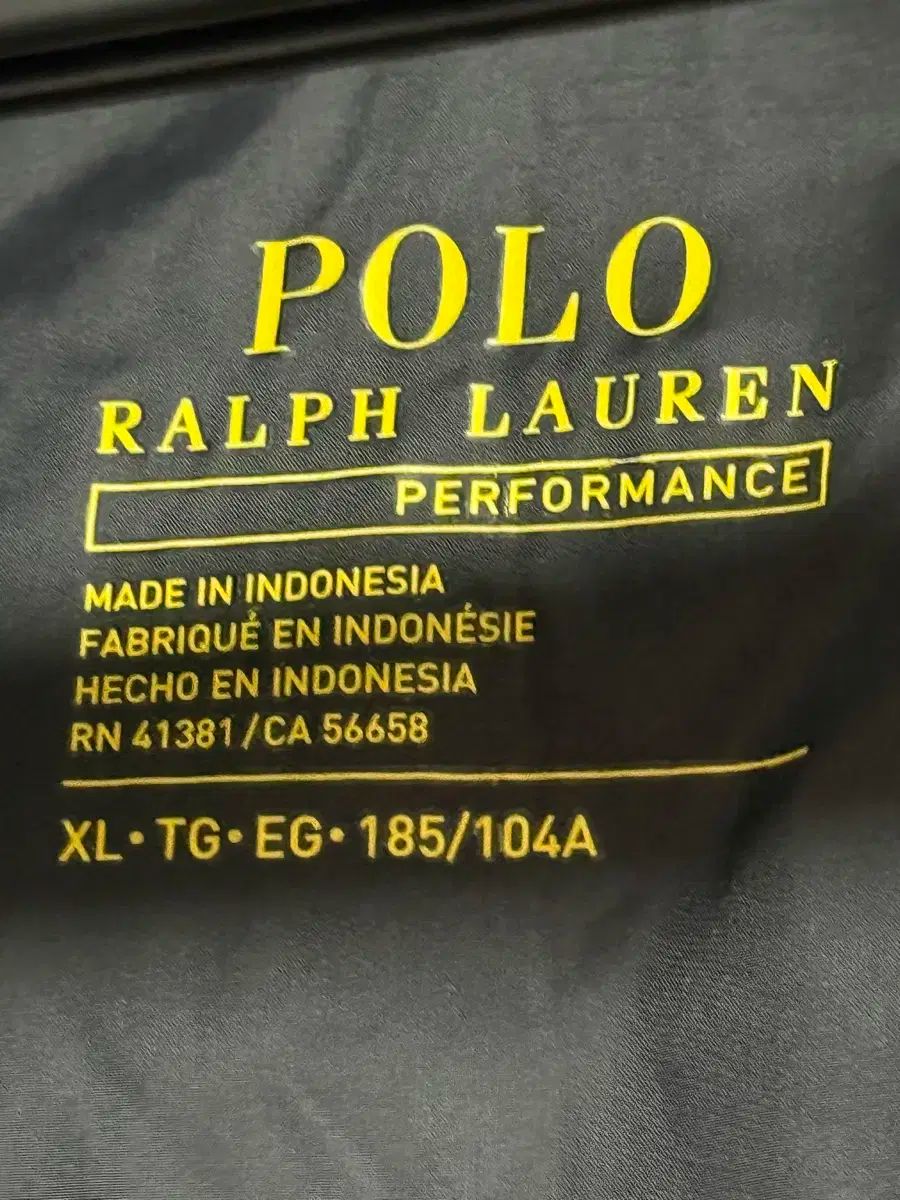 POLO
RALPH LAUREN
PERFORMANCE
MADE IN INDONESIA
FABRIQUÉ EN INDONÉSIE
HECHO EN INDONESIA
RN 41381/CA 56658
XL•TG•EG•185/104A